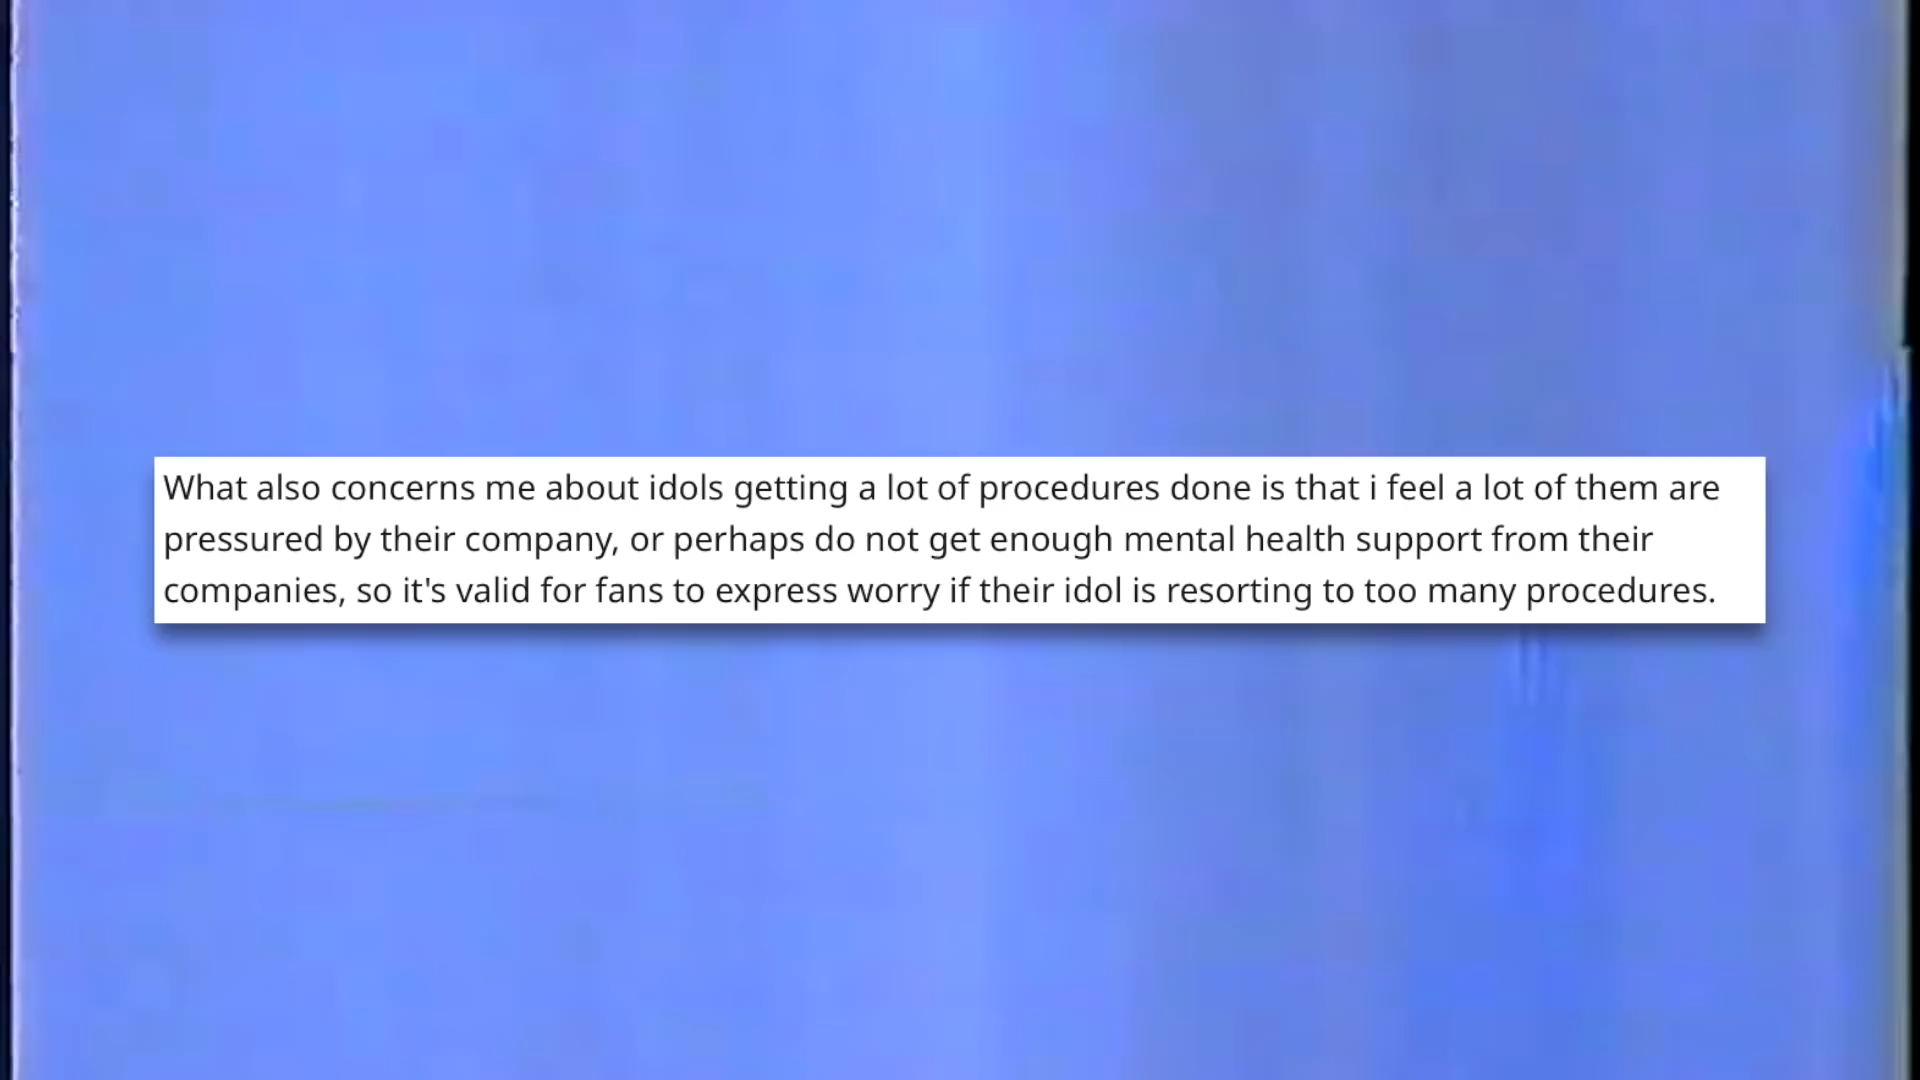 What also concerns me about idols getting a lot of procedures done is that i feel a lot of them are
pressured by their company, or perhaps do not get enough mental health support from their
companies, so it's valid for fans to express worry if their idol is resorting to too many procedures.